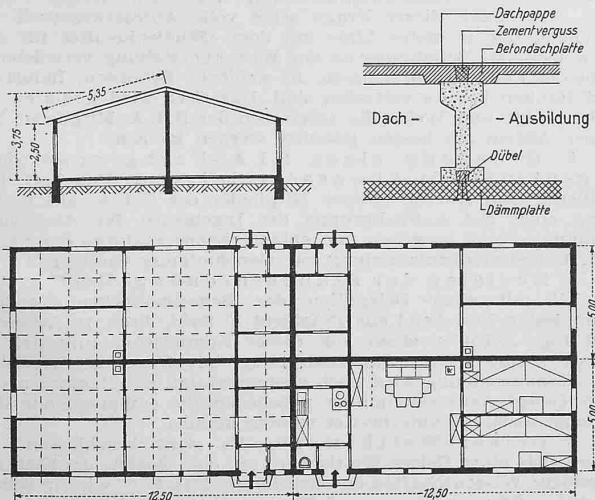 Dachpappe
Zementverguss
Betondachplatte
5,35
3,75
2,50
Dach- -Ausbildung
Dübel
Dämmplatte
5,00
5,00
12,50
12,50